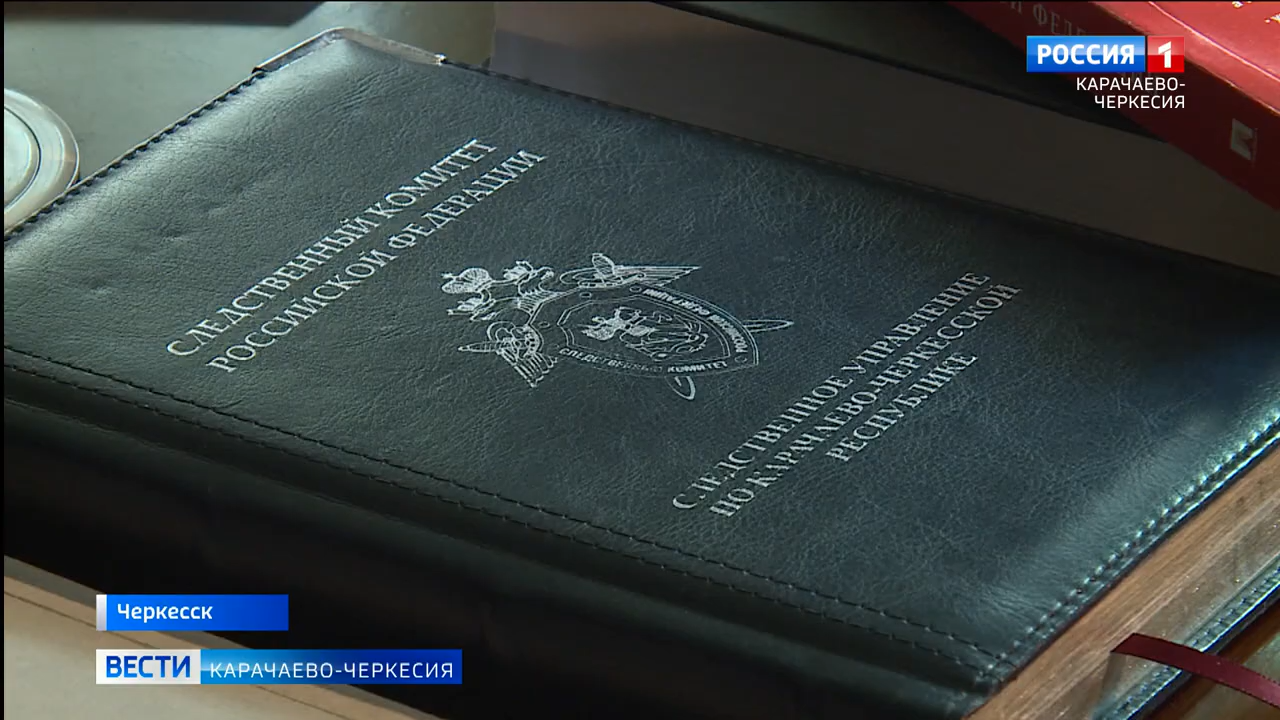 РОССИЯ 1
КАРАЧАЕВО-
ЧЕРКЕСИЯ
СЛЕДСТВЕННЫЙ КОМИТЕТ
РОССИЙСКОЙ ФЕДЕРАЦИИ
СЛЕДСТВЕННЫЙ КОМИТЕТ
СЛЕДСТВЕННОЕ УПРАВЛЕНИЕ
ПО КАРАЧАЕВО-ЧЕРКЕССКОЙ
РЕСПУБЛИКЕ
Черкесск
ВЕСТИ КАРАЧАЕВО-ЧЕРКЕСИЯ